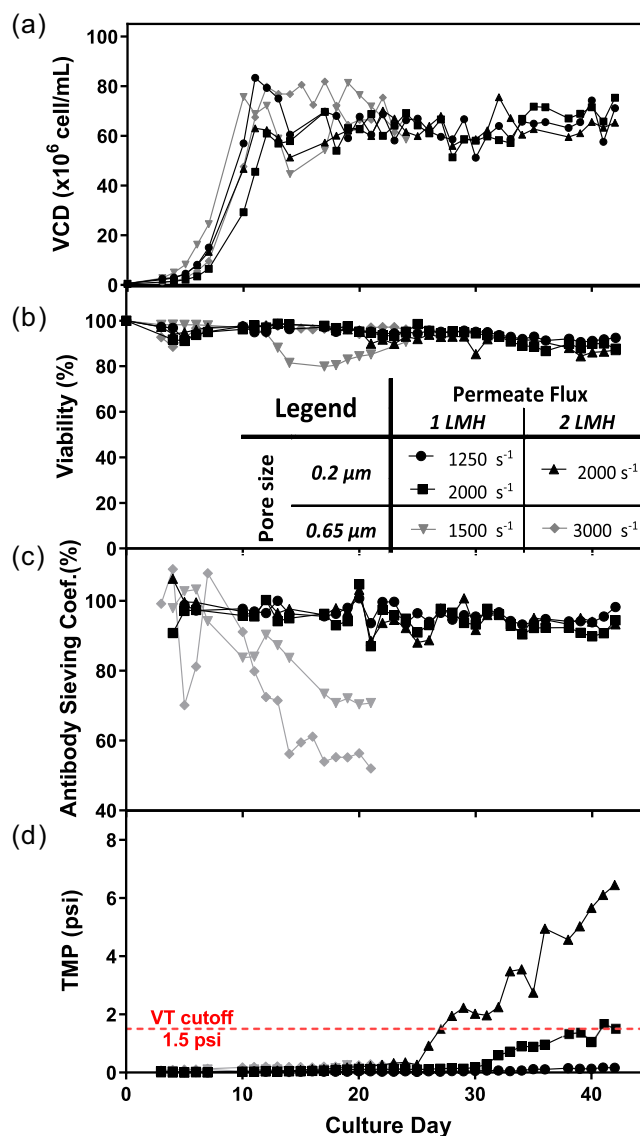 (a)
100
80
60
40
20
0
VCD (x10⁶ cell/mL)
(b)
100
80
60
40
20
0
Viability (%)
Legend
Permeate Flux
1 LMH 2 LMH
Pore size
0.2 µm
1250 s⁻¹
2000 s⁻¹
2000 s⁻¹
0.65 µm
1500 s⁻¹
3000 s⁻¹
(c)
100
80
60
40
Antibody Sieving Coef.(%)
(d)
8
6
4
2
0
TMP (psi)
VT cutoff
1.5 psi
0 10 20 30 40
Culture Day